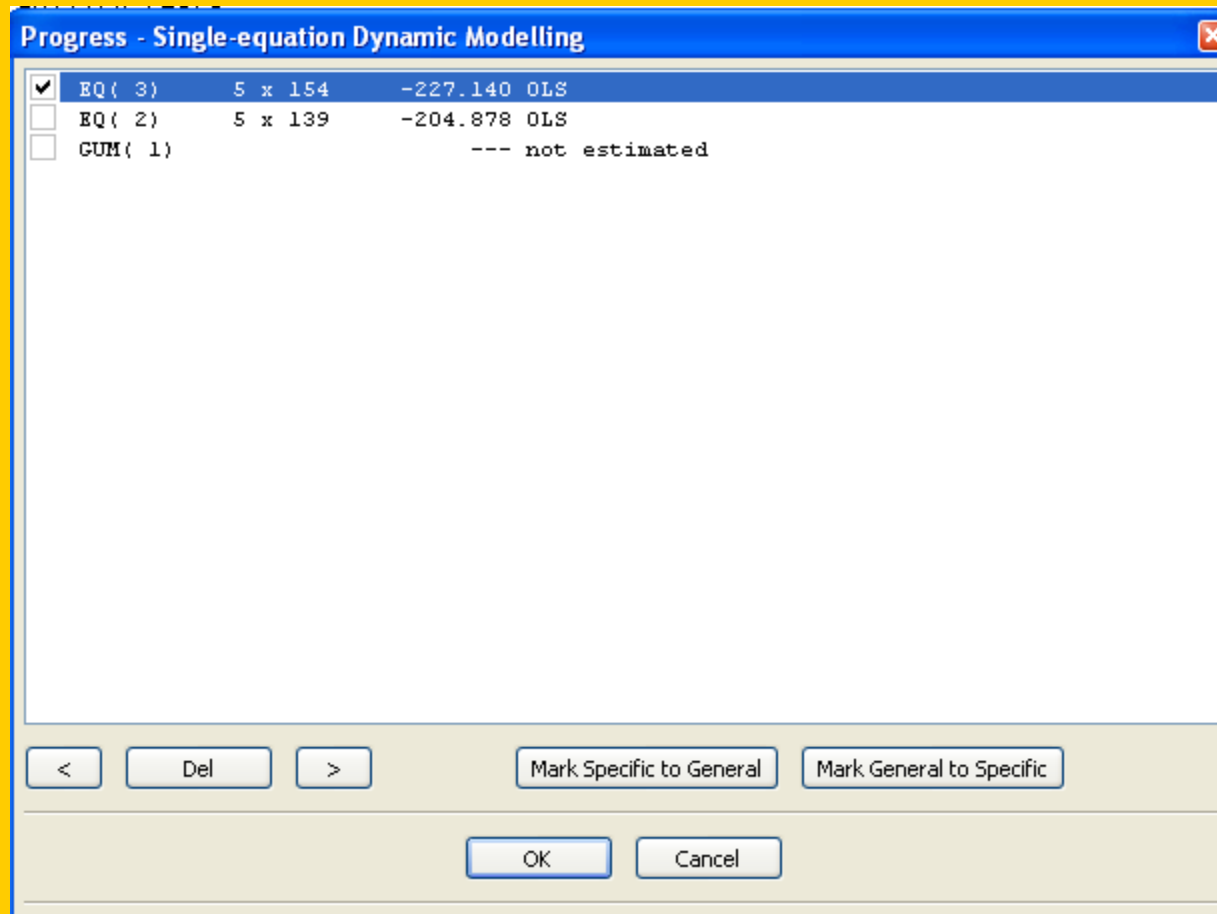 Progress - Single-equation Dynamic Modelling
EQ( 3) 5 x 154 -227.140 OLS
EQ( 2) 5 x 139 -204.878 OLS
GUM( 1) --- not estimated
< Del > Mark Specific to General Mark General to Specific
OK Cancel